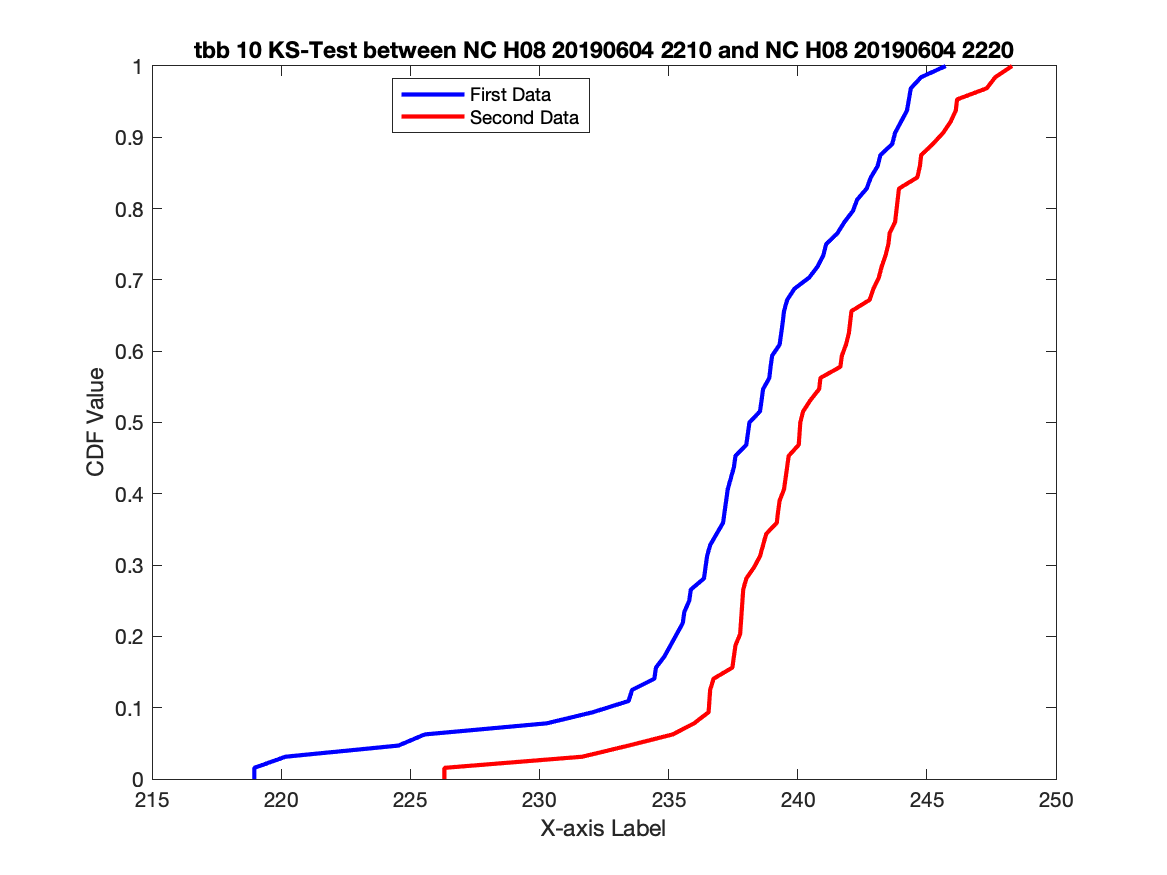 tbb 10 KS-Test between NC H08 20190604 2210 and NC H08 20190604 2220
First Data
Second Data
CDF Value
1
0.9
0.8
0.7
0.6
0.5
0.4
0.3
0.2
0.1
0
215 220 225 230 235 240 245 250
X-axis Label